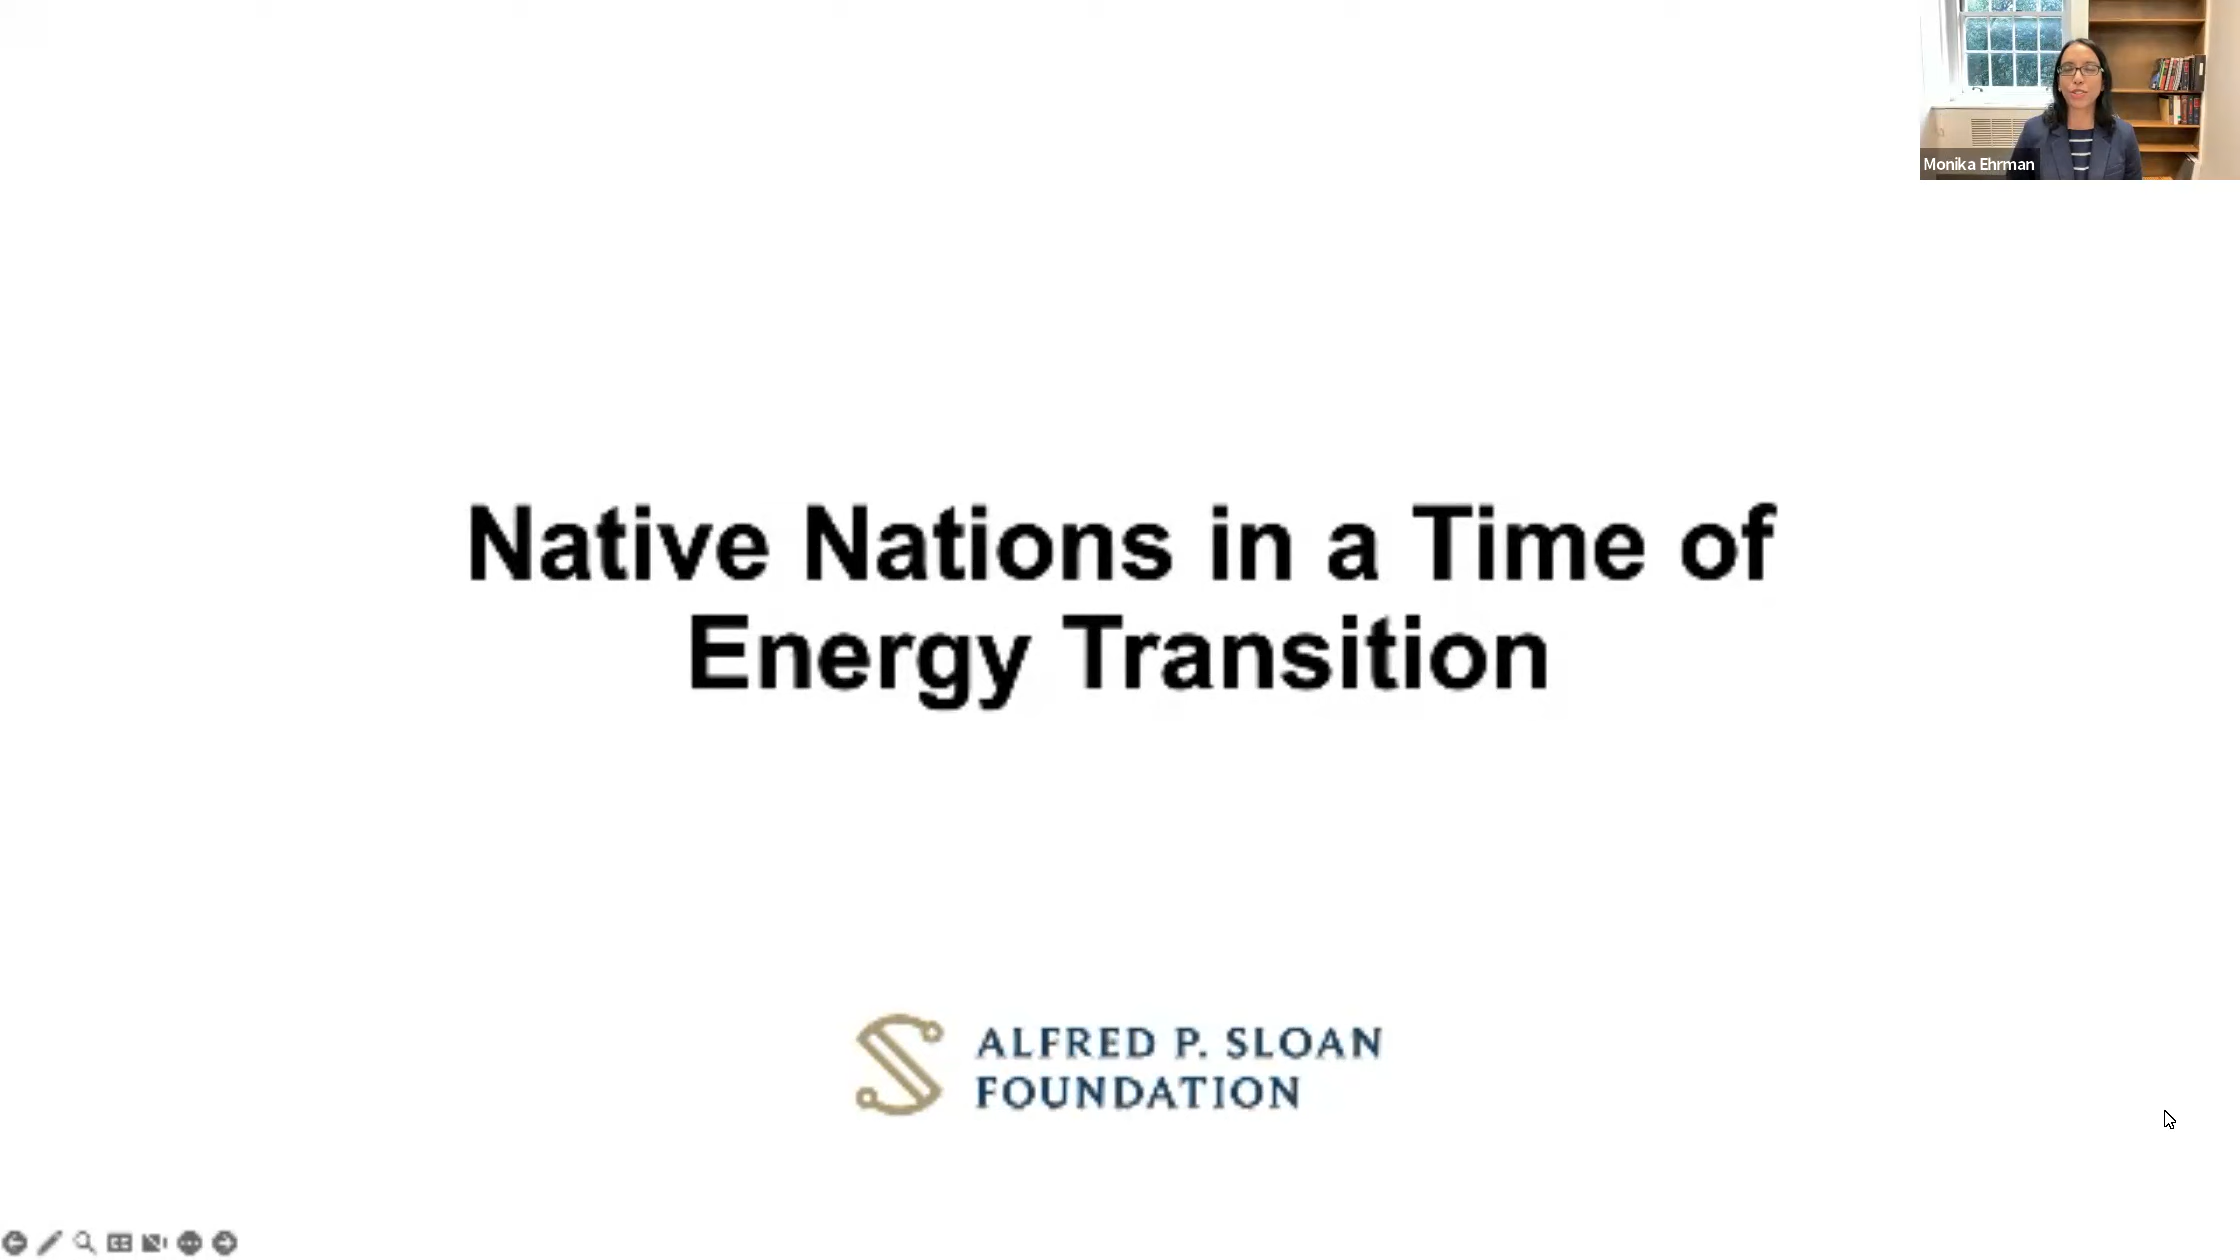 Monika Ehrman
Native Nations in a Time of
Energy Transition
ALFRED P. SLOAN
FOUNDATION